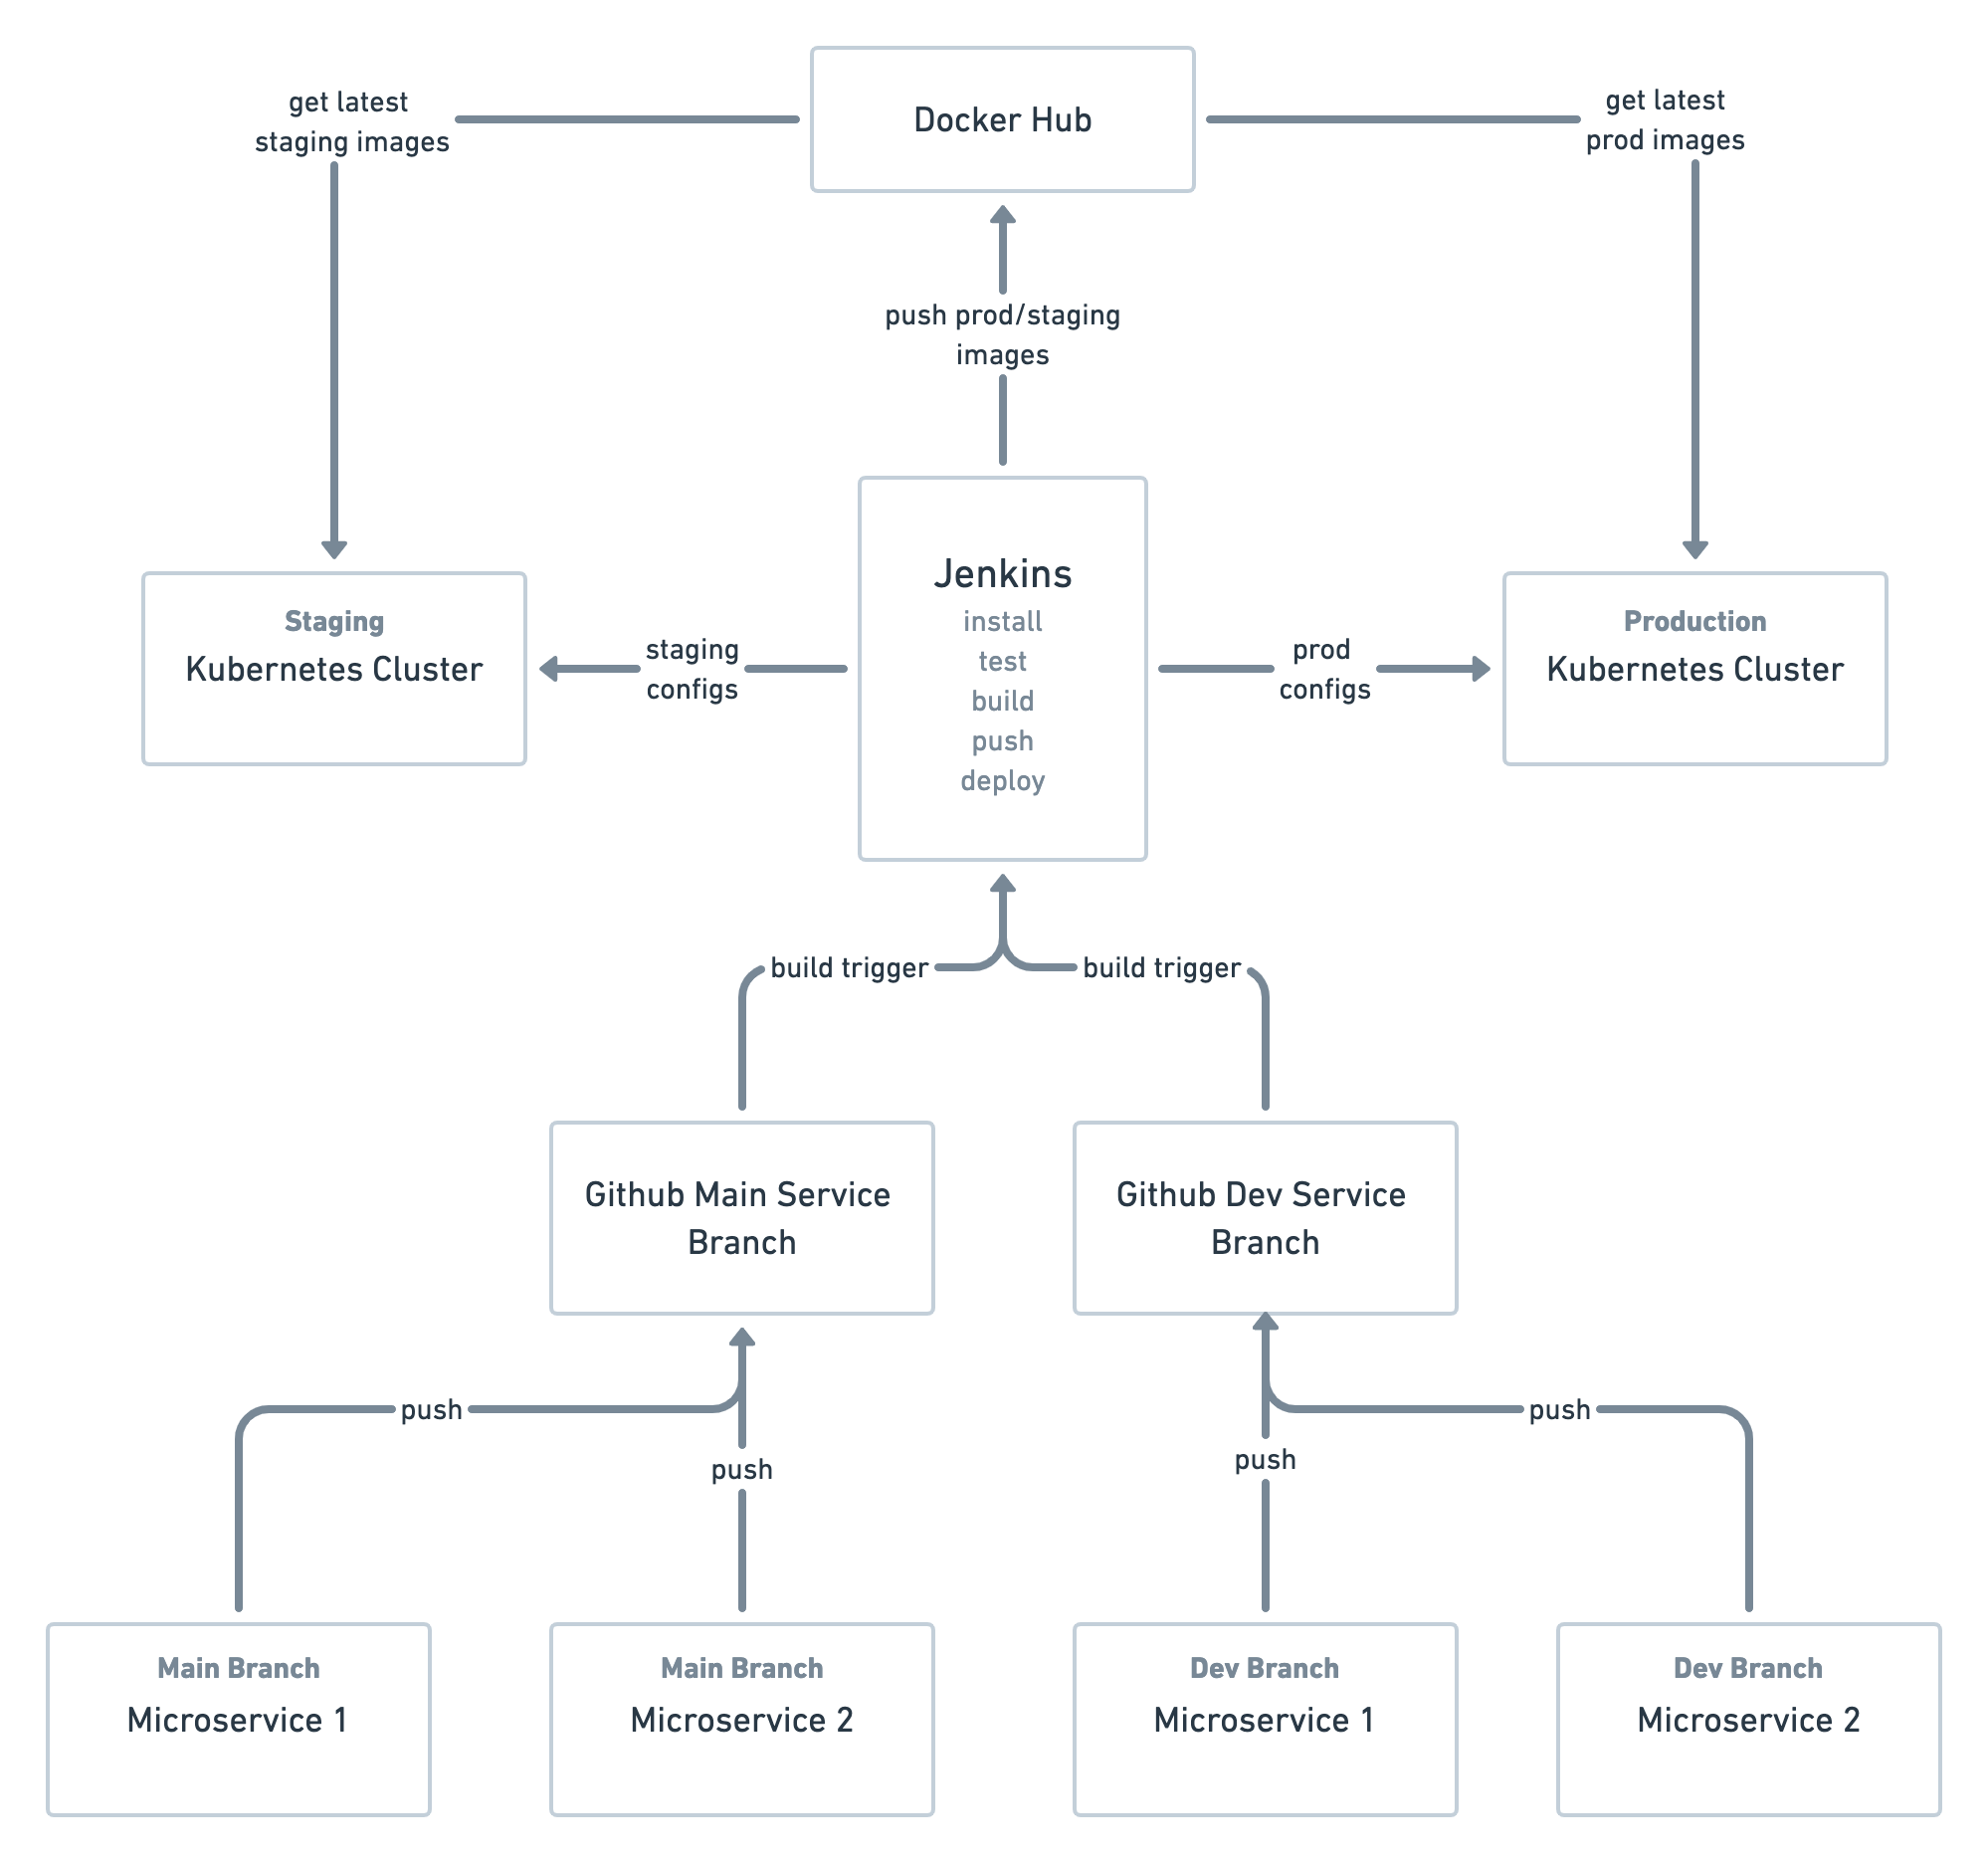 Docker Hub
get latest
staging images
get latest
prod images
push prod/staging
images
Jenkins
install
test
build
push
deploy
Staging
Kubernetes Cluster
staging
configs
prod
configs
Production
Kubernetes Cluster
build trigger
build trigger
Github Main Service
Branch
Github Dev Service
Branch
push
push
push
push
Main Branch
Microservice 1
Main Branch
Microservice 2
Dev Branch
Microservice 1
Dev Branch
Microservice 2